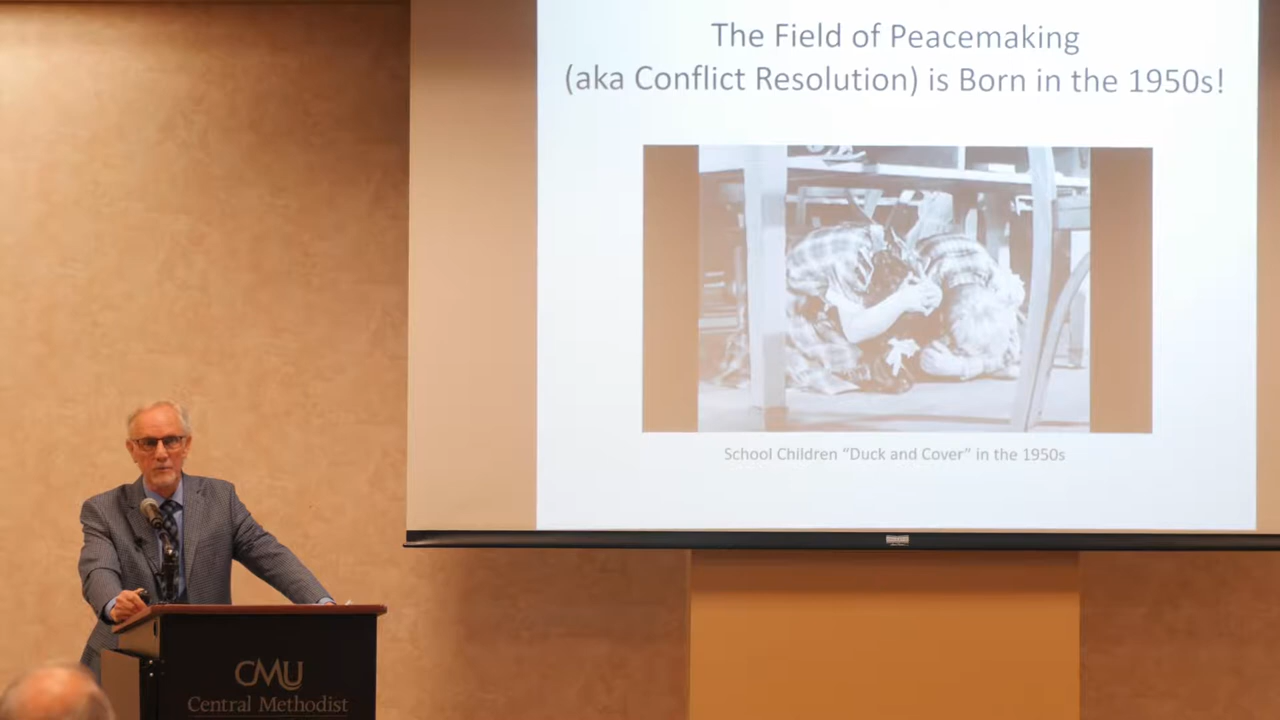 The Field of Peacemaking
(aka Conflict Resolution) is Born in the 1950s!
School Children “Duck and Cover” in the 1950s
CMU
Central Methodist